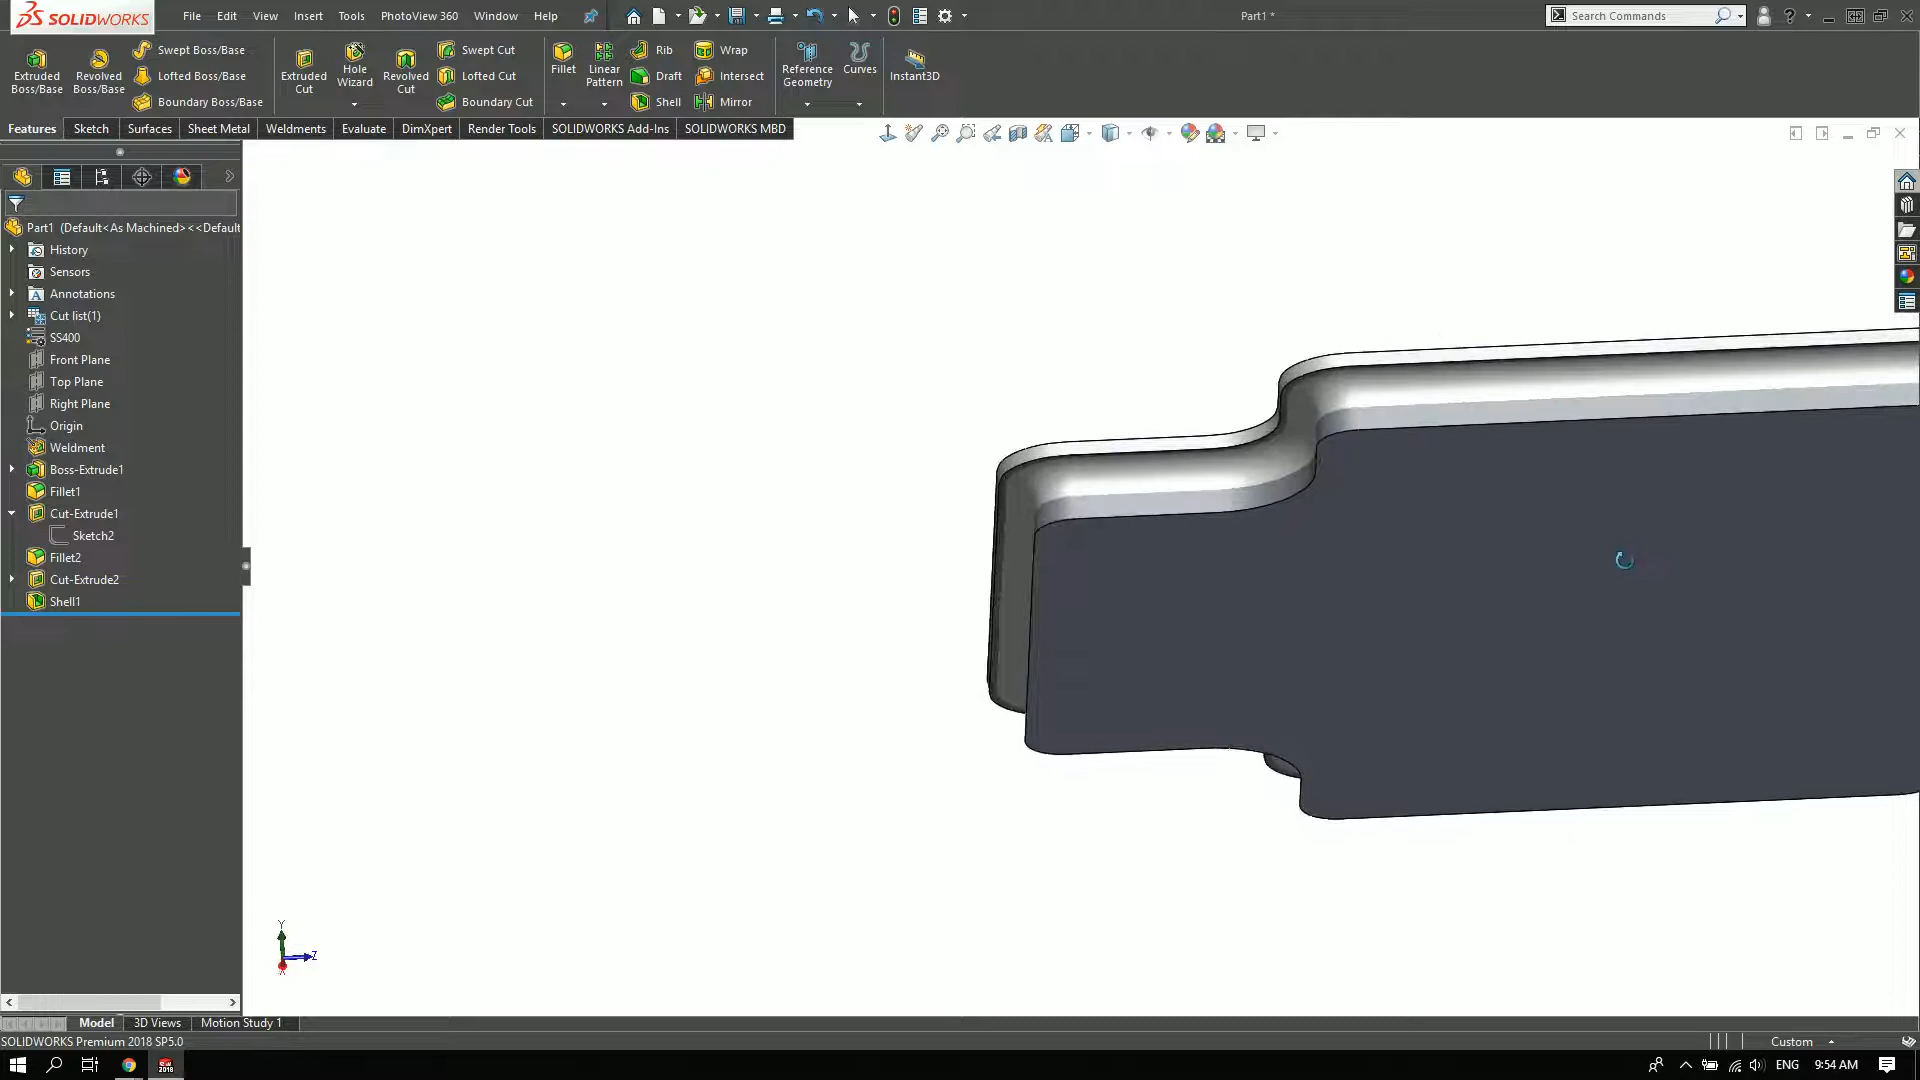 SOLIDWORKS File Edit View Insert Tools PhotoView 360 Window Help Part1 * Search Commands
Extruded Boss/Base
Revolved Boss/Base
Swept Boss/Base
Lofted Boss/Base
Boundary Boss/Base
Extruded Cut
Hole Wizard
Revolved Cut
Swept Cut
Lofted Cut
Boundary Cut
Fillet
Linear Pattern
Rib
Draft
Shell
Wrap
Intersect
Mirror
Reference Geometry
Curves
Instant3D
Features Sketch Surfaces Sheet Metal Weldments Evaluate DimXpert Render Tools SOLIDWORKS Add-Ins SOLIDWORKS MBD
Part1 (Default<As Machined><<Default
History
Sensors
Annotations
Cut list(1)
SS400
Front Plane
Top Plane
Right Plane
Origin
Weldment
Boss-Extrude1
Fillet1
Cut-Extrude1
Sketch2
Fillet2
Cut-Extrude2
Shell1
Y
Z
X
Model 3D Views Motion Study 1
SOLIDWORKS Premium 2018 SP5.0 Custom
ENG 9:54 AM